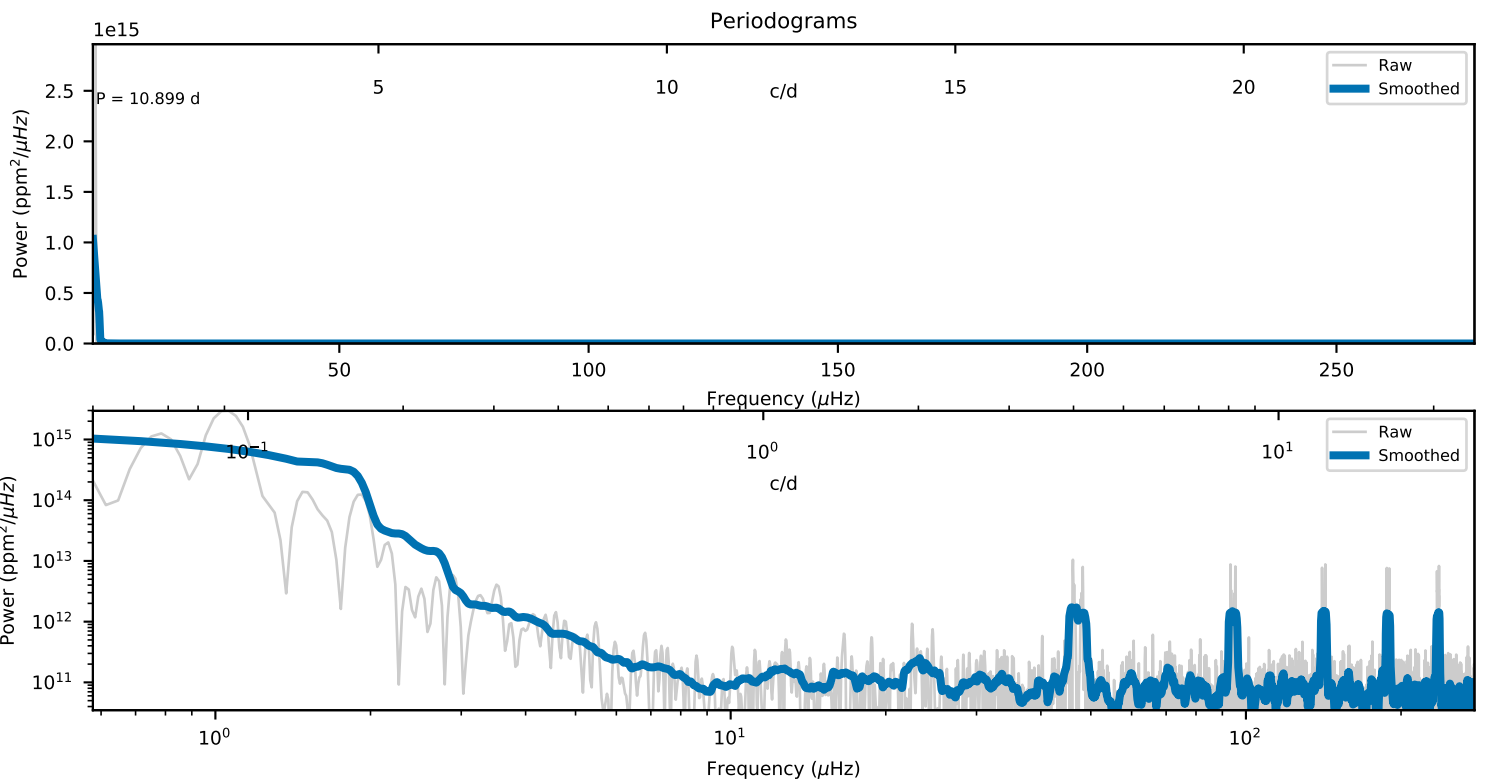 Periodograms
1e15
5 10 15 20
c/d
P = 10.899 d
Raw
Smoothed
2.5
2.0
1.5
1.0
0.5
0.0
Power (ppm²/μHz)
50 100 150 200 250
Frequency (μHz)
10⁻¹ 10⁰ 10¹
c/d
Raw
Smoothed
10¹⁵
10¹⁴
10¹³
10¹²
10¹¹
Power (ppm²/μHz)
10⁰ 10¹ 10²
Frequency (μHz)